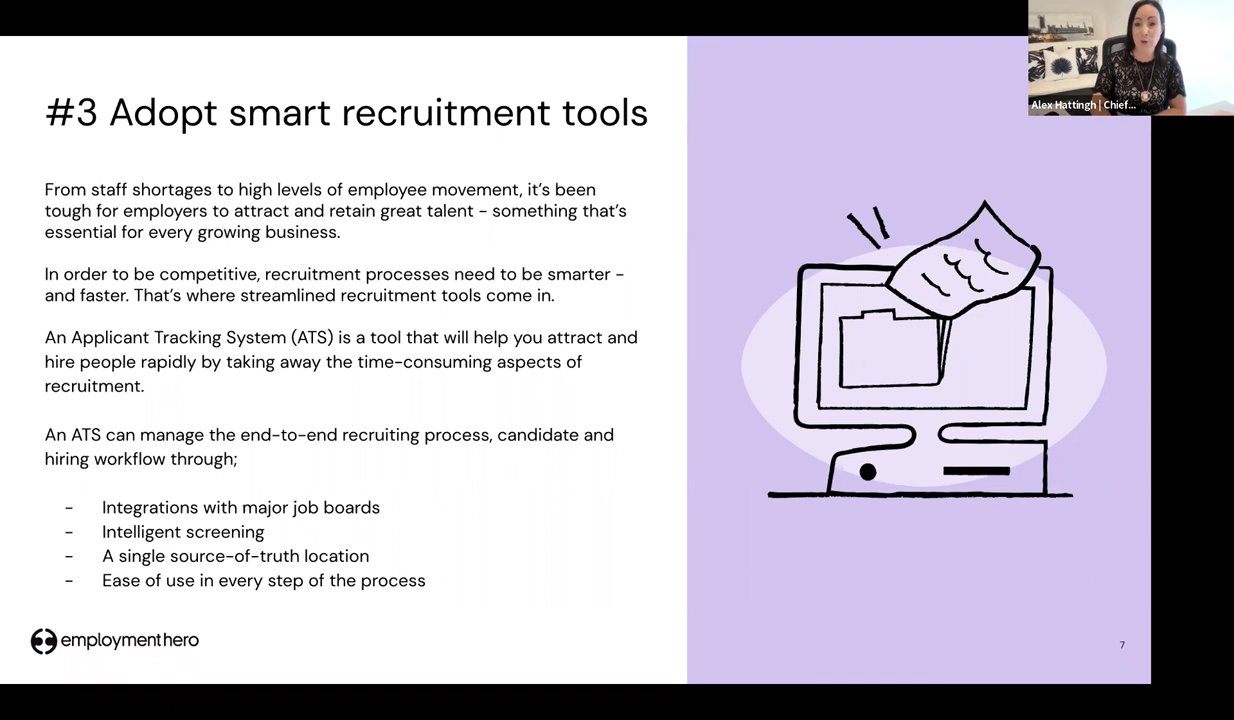 #3 Adopt smart recruitment tools
From staff shortages to high levels of employee movement, it's been
tough for employers to attract and retain great talent - something that's
essential for every growing business.
In order to be competitive, recruitment processes need to be smarter -
and faster. That's where streamlined recruitment tools come in.
An Applicant Tracking System (ATS) is a tool that will help you attract and
hire people rapidly by taking away the time-consuming aspects of
recruitment.
An ATS can manage the end-to-end recruiting process, candidate and
hiring workflow through;
- Integrations with major job boards
- Intelligent screening
- A single source-of-truth location
- Ease of use in every step of the process
employmenthero
7
Alex Hattingh | Chief...